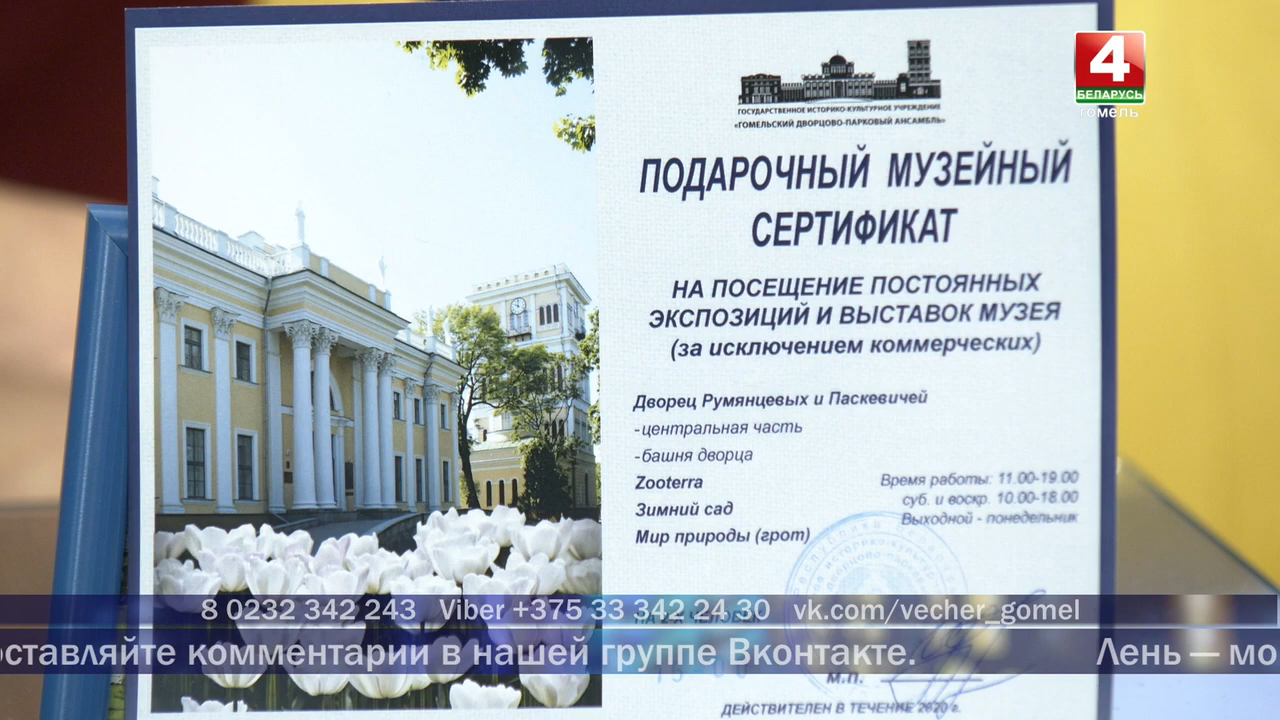 4
БЕЛАРУСЬ
гомель
ГОСУДАРСТВЕННОЕ ИСТОРИКО-КУЛЬТУРНОЕ УЧРЕЖДЕНИЕ
«ГОМЕЛЬСКИЙ ДВОРЦОВО-ПАРКОВЫЙ АНСАМБЛЬ»
ПОДАРОЧНЫЙ МУЗЕЙНЫЙ
СЕРТИФИКАТ
НА ПОСЕЩЕНИЕ ПОСТОЯННЫХ
ЭКСПОЗИЦИЙ И ВЫСТАВОК МУЗЕЯ
(за исключением коммерческих)
Дворец Румянцевых и Паскевичей
-центральная часть
-башня дворца
Zooterra
Зимний сад
Мир природы (грот)
Время работы: 11.00-19.00
суб. и воскр. 10.00-18.00
Выходной - понедельник
8 0232 342 243 Viber +375 33 342 24 30 vk.com/vecher_gomel
оставляйте комментарии в нашей группе Вконтакте. Лень — мо
М.П.
ДЕЙСТВИТЕЛЕН В ТЕЧЕНИЕ 2020 г.